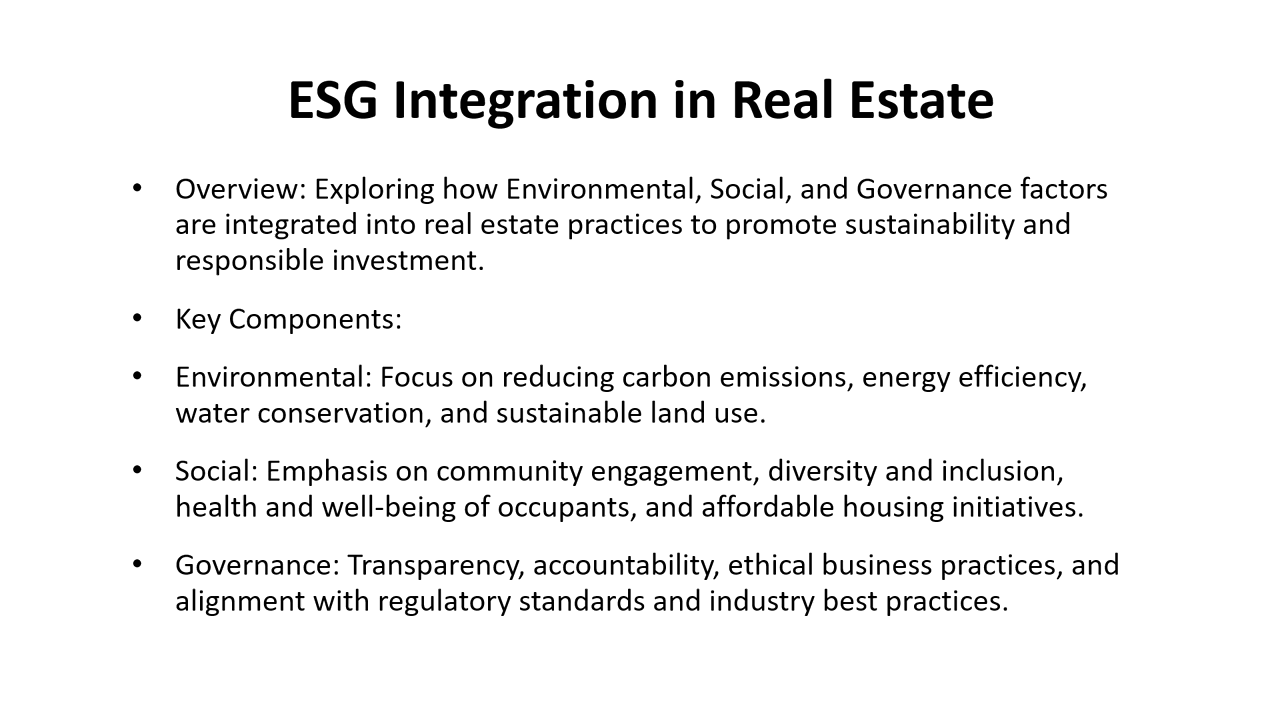 ESG Integration in Real Estate
• Overview: Exploring how Environmental, Social, and Governance factors
are integrated into real estate practices to promote sustainability and
responsible investment.
• Key Components:
• Environmental: Focus on reducing carbon emissions, energy efficiency,
water conservation, and sustainable land use.
• Social: Emphasis on community engagement, diversity and inclusion,
health and well-being of occupants, and affordable housing initiatives.
• Governance: Transparency, accountability, ethical business practices, and
alignment with regulatory standards and industry best practices.